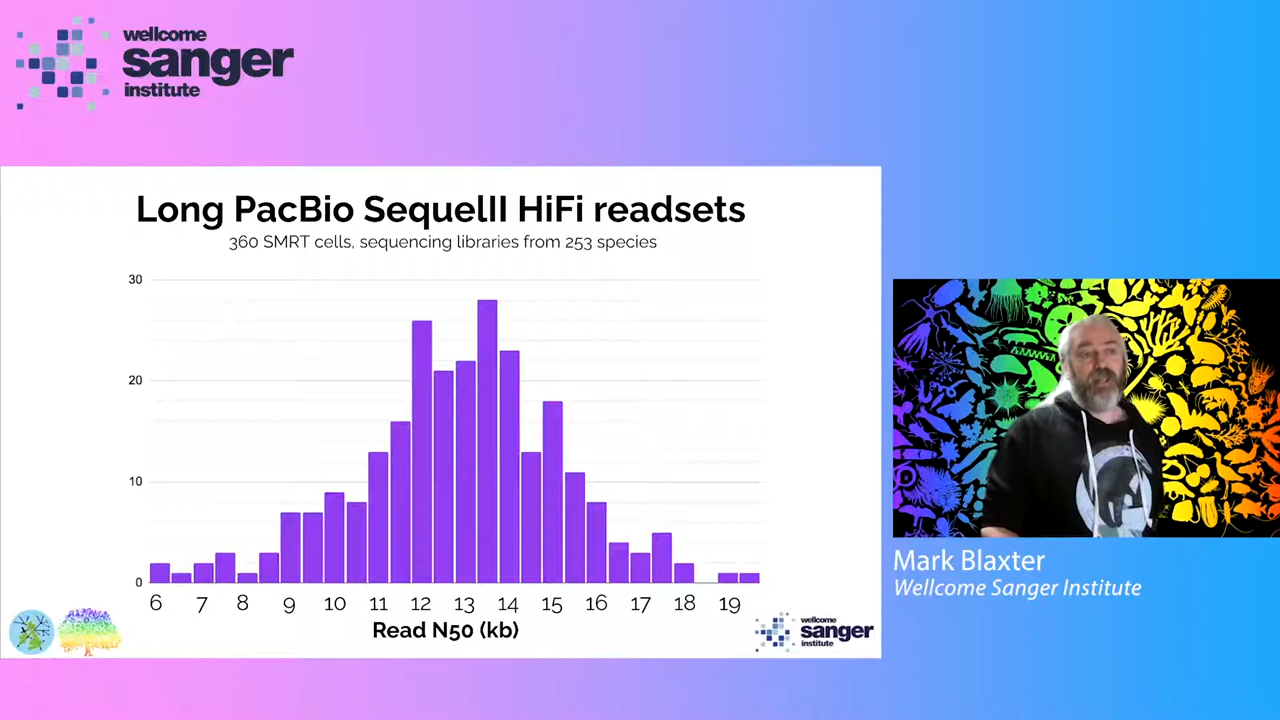 wellcome
sanger
institute
Long PacBio SequelII HiFi readsets
360 SMRT cells, sequencing libraries from 253 species
30
20
10
0
6 7 8 9 10 11 12 13 14 15 16 17 18 19
Read N50 (kb)
wellcome
sanger
institute
Mark Blaxter
Wellcome Sanger Institute